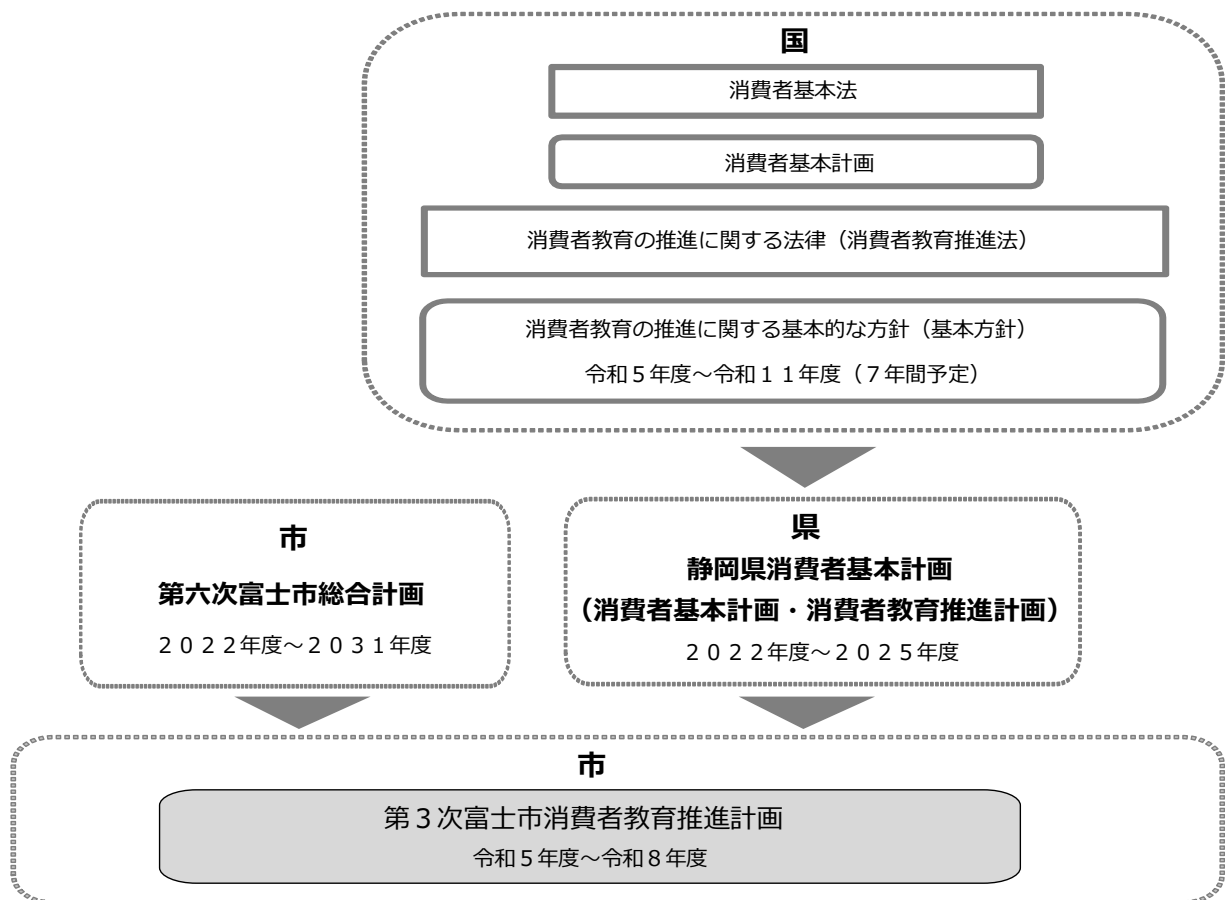 国
消費者基本法
消費者基本計画
消費者教育の推進に関する法律（消費者教育推進法）
消費者教育の推進に関する基本的な方針（基本方針）
令和５年度～令和１１年度（７年間予定）
市
第六次富士市総合計画
２０２２年度～２０３１年度
県
静岡県消費者基本計画
（消費者基本計画・消費者教育推進計画）
２０２２年度～２０２５年度
市
第３次富士市消費者教育推進計画
令和５年度～令和８年度